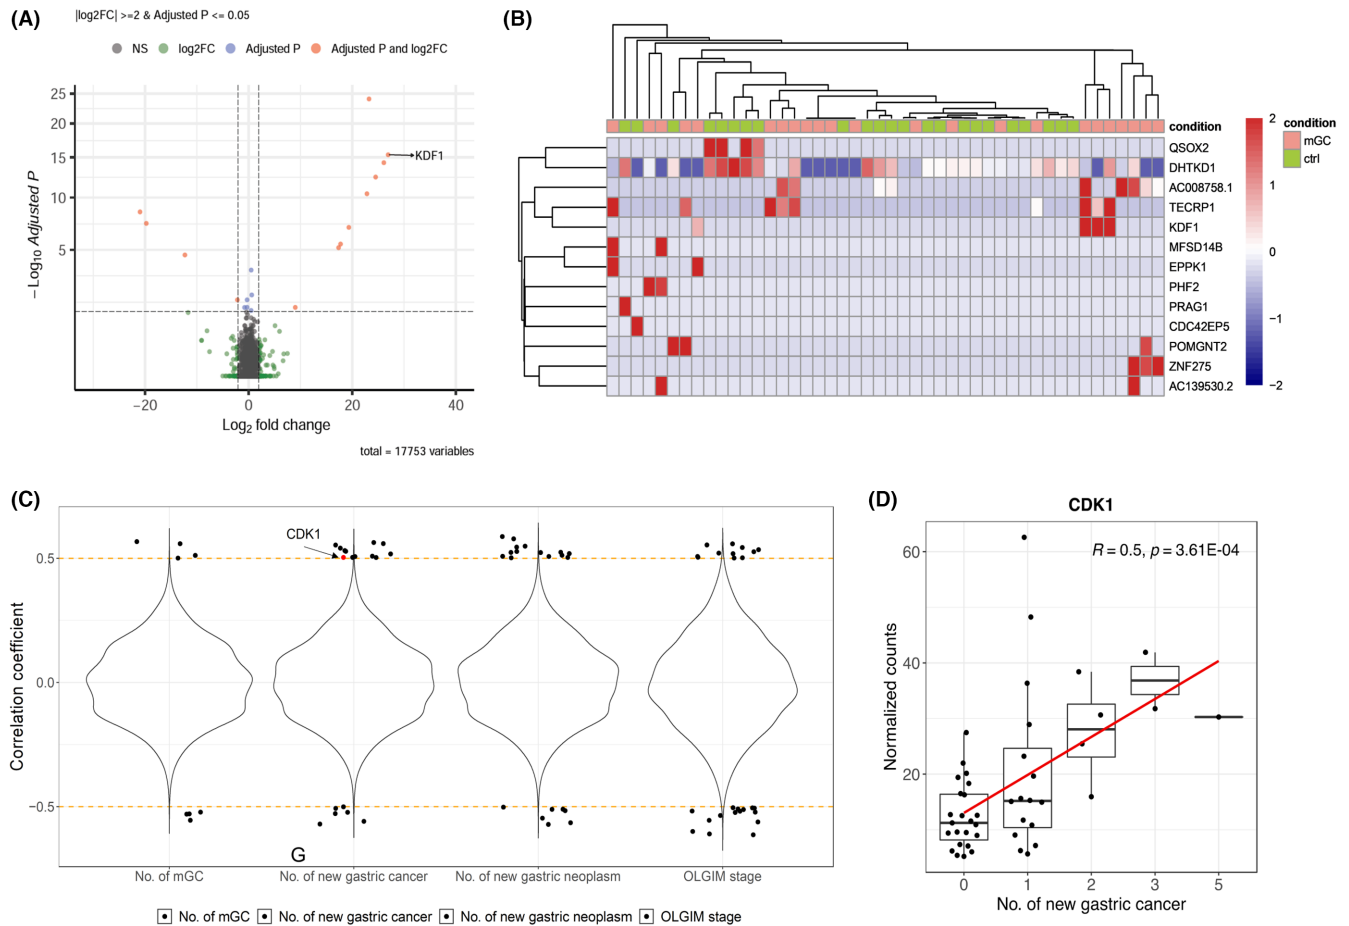 (A)
|log2FC| >=2 & Adjusted P <= 0.05
NS log2FC Adjusted P Adjusted P and log2FC
25
20
15
10
5
KDF1
−Log10 Adjusted P
−20 0 20 40
Log2 fold change
total = 17753 variables
(B)
condition
QSOX2
DHTKD1
AC008758.1
TECRP1
KDF1
MFSD14B
EPPK1
PHF2
PRAG1
CDC42EP5
POMGNT2
ZNF275
AC139530.2
2
1
0
−1
−2
condition
mGC
ctrl
(C)
CDK1
0.5
0.0
−0.5
Correlation coefficient
G
No. of mGC No. of new gastric cancer No. of new gastric neoplasm OLGIM stage
No. of mGC No. of new gastric cancer No. of new gastric neoplasm OLGIM stage
(D)
CDK1
R = 0.5, p = 3.61E-04
60
40
20
Normalized counts
0 1 2 3 5
No. of new gastric cancer